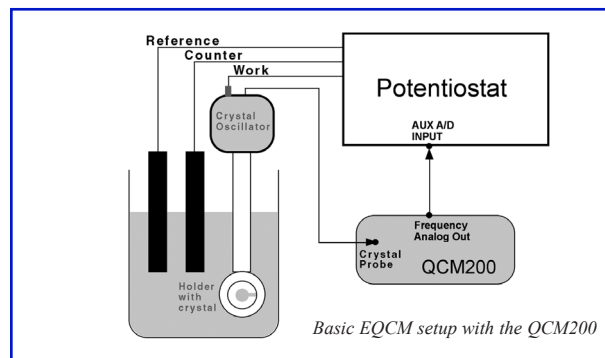 Reference
Counter
Work
Crystal
Oscillator
Potentiostat
AUX A/D
INPUT
Frequency
Analog Out
Crystal
Probe
QCM200
Holder
with
crystal
Basic EQCM setup with the QCM200